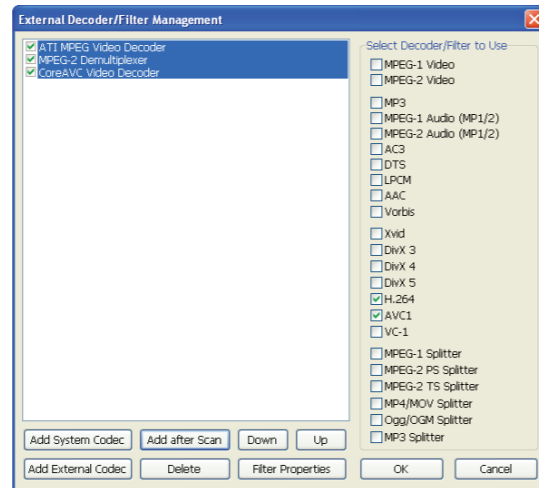 External Decoder/Filter Management
ATI MPEG Video Decoder
MPEG-2 Demultiplexer
CoreAVC Video Decoder
Select Decoder/Filter to Use
MPEG-1 Video
MPEG-2 Video
MP3
MPEG-1 Audio (MP1/2)
MPEG-2 Audio (MP1/2)
AC3
DTS
LPCM
AAC
Vorbis
Xvid
DivX 3
DivX 4
DivX 5
H.264
AVC1
VC-1
MPEG-1 Splitter
MPEG-2 PS Splitter
MPEG-2 TS Splitter
MP4/MOV Splitter
Ogg/OGM Splitter
MP3 Splitter
Add System Codec Add after Scan Down Up
Add External Codec Delete Filter Properties OK Cancel